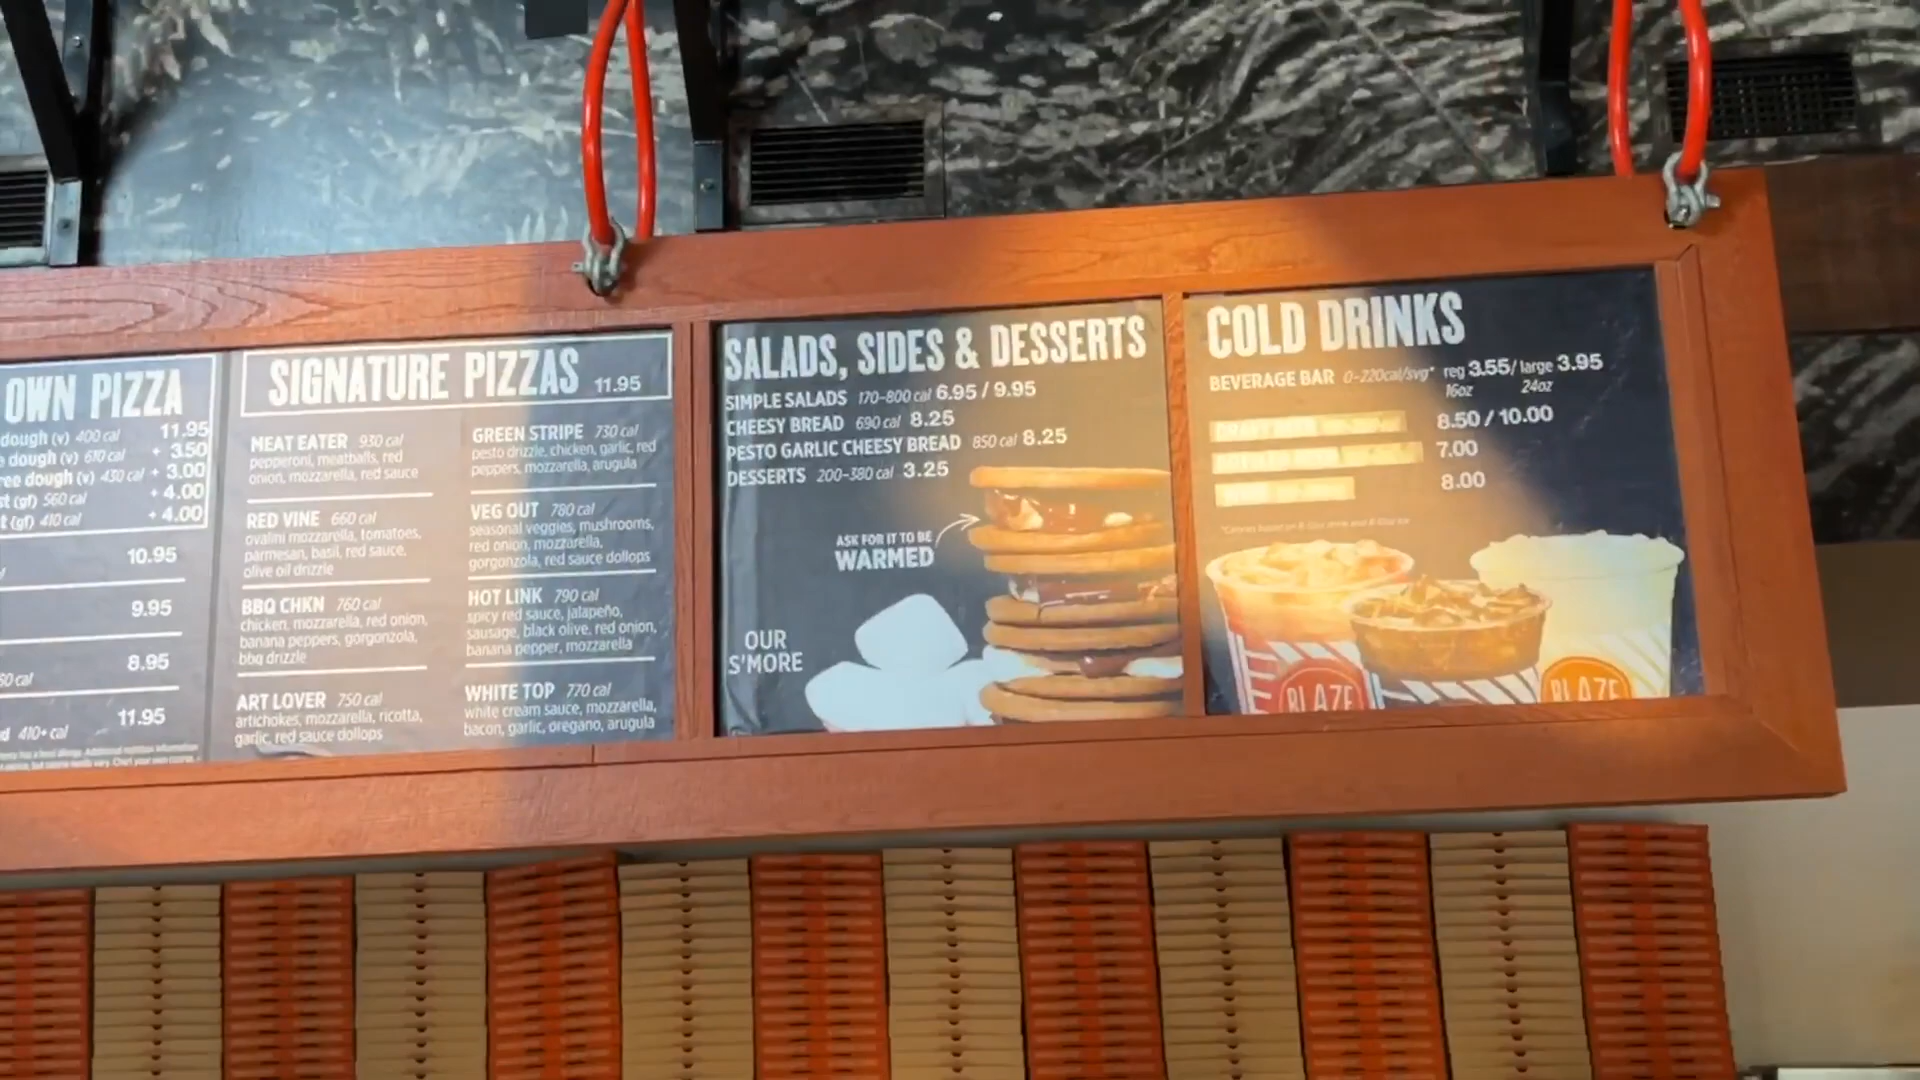 OWN PIZZA
dough (v) 400 cal 11.95
e dough (v) 610 cal + 3.50
ree dough (v) 430 cal + 3.00
st (gf) 560 cal + 4.00
t (gf) 410 cal + 4.00
10.95
9.95
8.95
50 cal
11.95
d 410+ cal
SIGNATURE PIZZAS 11.95
MEAT EATER 930 cal
pepperoni, meatballs, red
onion, mozzarella, red sauce
RED VINE 660 cal
ovalini mozzarella, tomatoes,
parmesan, basil, red sauce,
olive oil drizzle
BBQ CHKN 760 cal
chicken, mozzarella, red onion,
banana peppers, gorgonzola,
bbq drizzle
ART LOVER 750 cal
artichokes, mozzarella, ricotta,
garlic, red sauce dollops
GREEN STRIPE 730 cal
pesto drizzle, chicken, garlic, red
peppers, mozzarella, arugula
VEG OUT 780 cal
seasonal veggies, mushrooms,
red onion, mozzarella,
gorgonzola, red sauce dollops
HOT LINK 790 cal
spicy red sauce, jalapeño,
sausage, black olive, red onion,
banana pepper, mozzarella
WHITE TOP 770 cal
white cream sauce, mozzarella,
bacon, garlic, oregano, arugula
SALADS, SIDES & DESSERTS
SIMPLE SALADS 170-800 cal 6.95 / 9.95
CHEESY BREAD 690 cal 8.25
PESTO GARLIC CHEESY BREAD 850 cal 8.25
DESSERTS 200-380 cal 3.25
ASK FOR IT TO BE
WARMED
OUR
S'MORE
COLD DRINKS
BEVERAGE BAR 0-220cal/svg* reg 3.55/ large 3.95
16oz 24oz
8.50 / 10.00
7.00
8.00
BLAZE
BLAZE